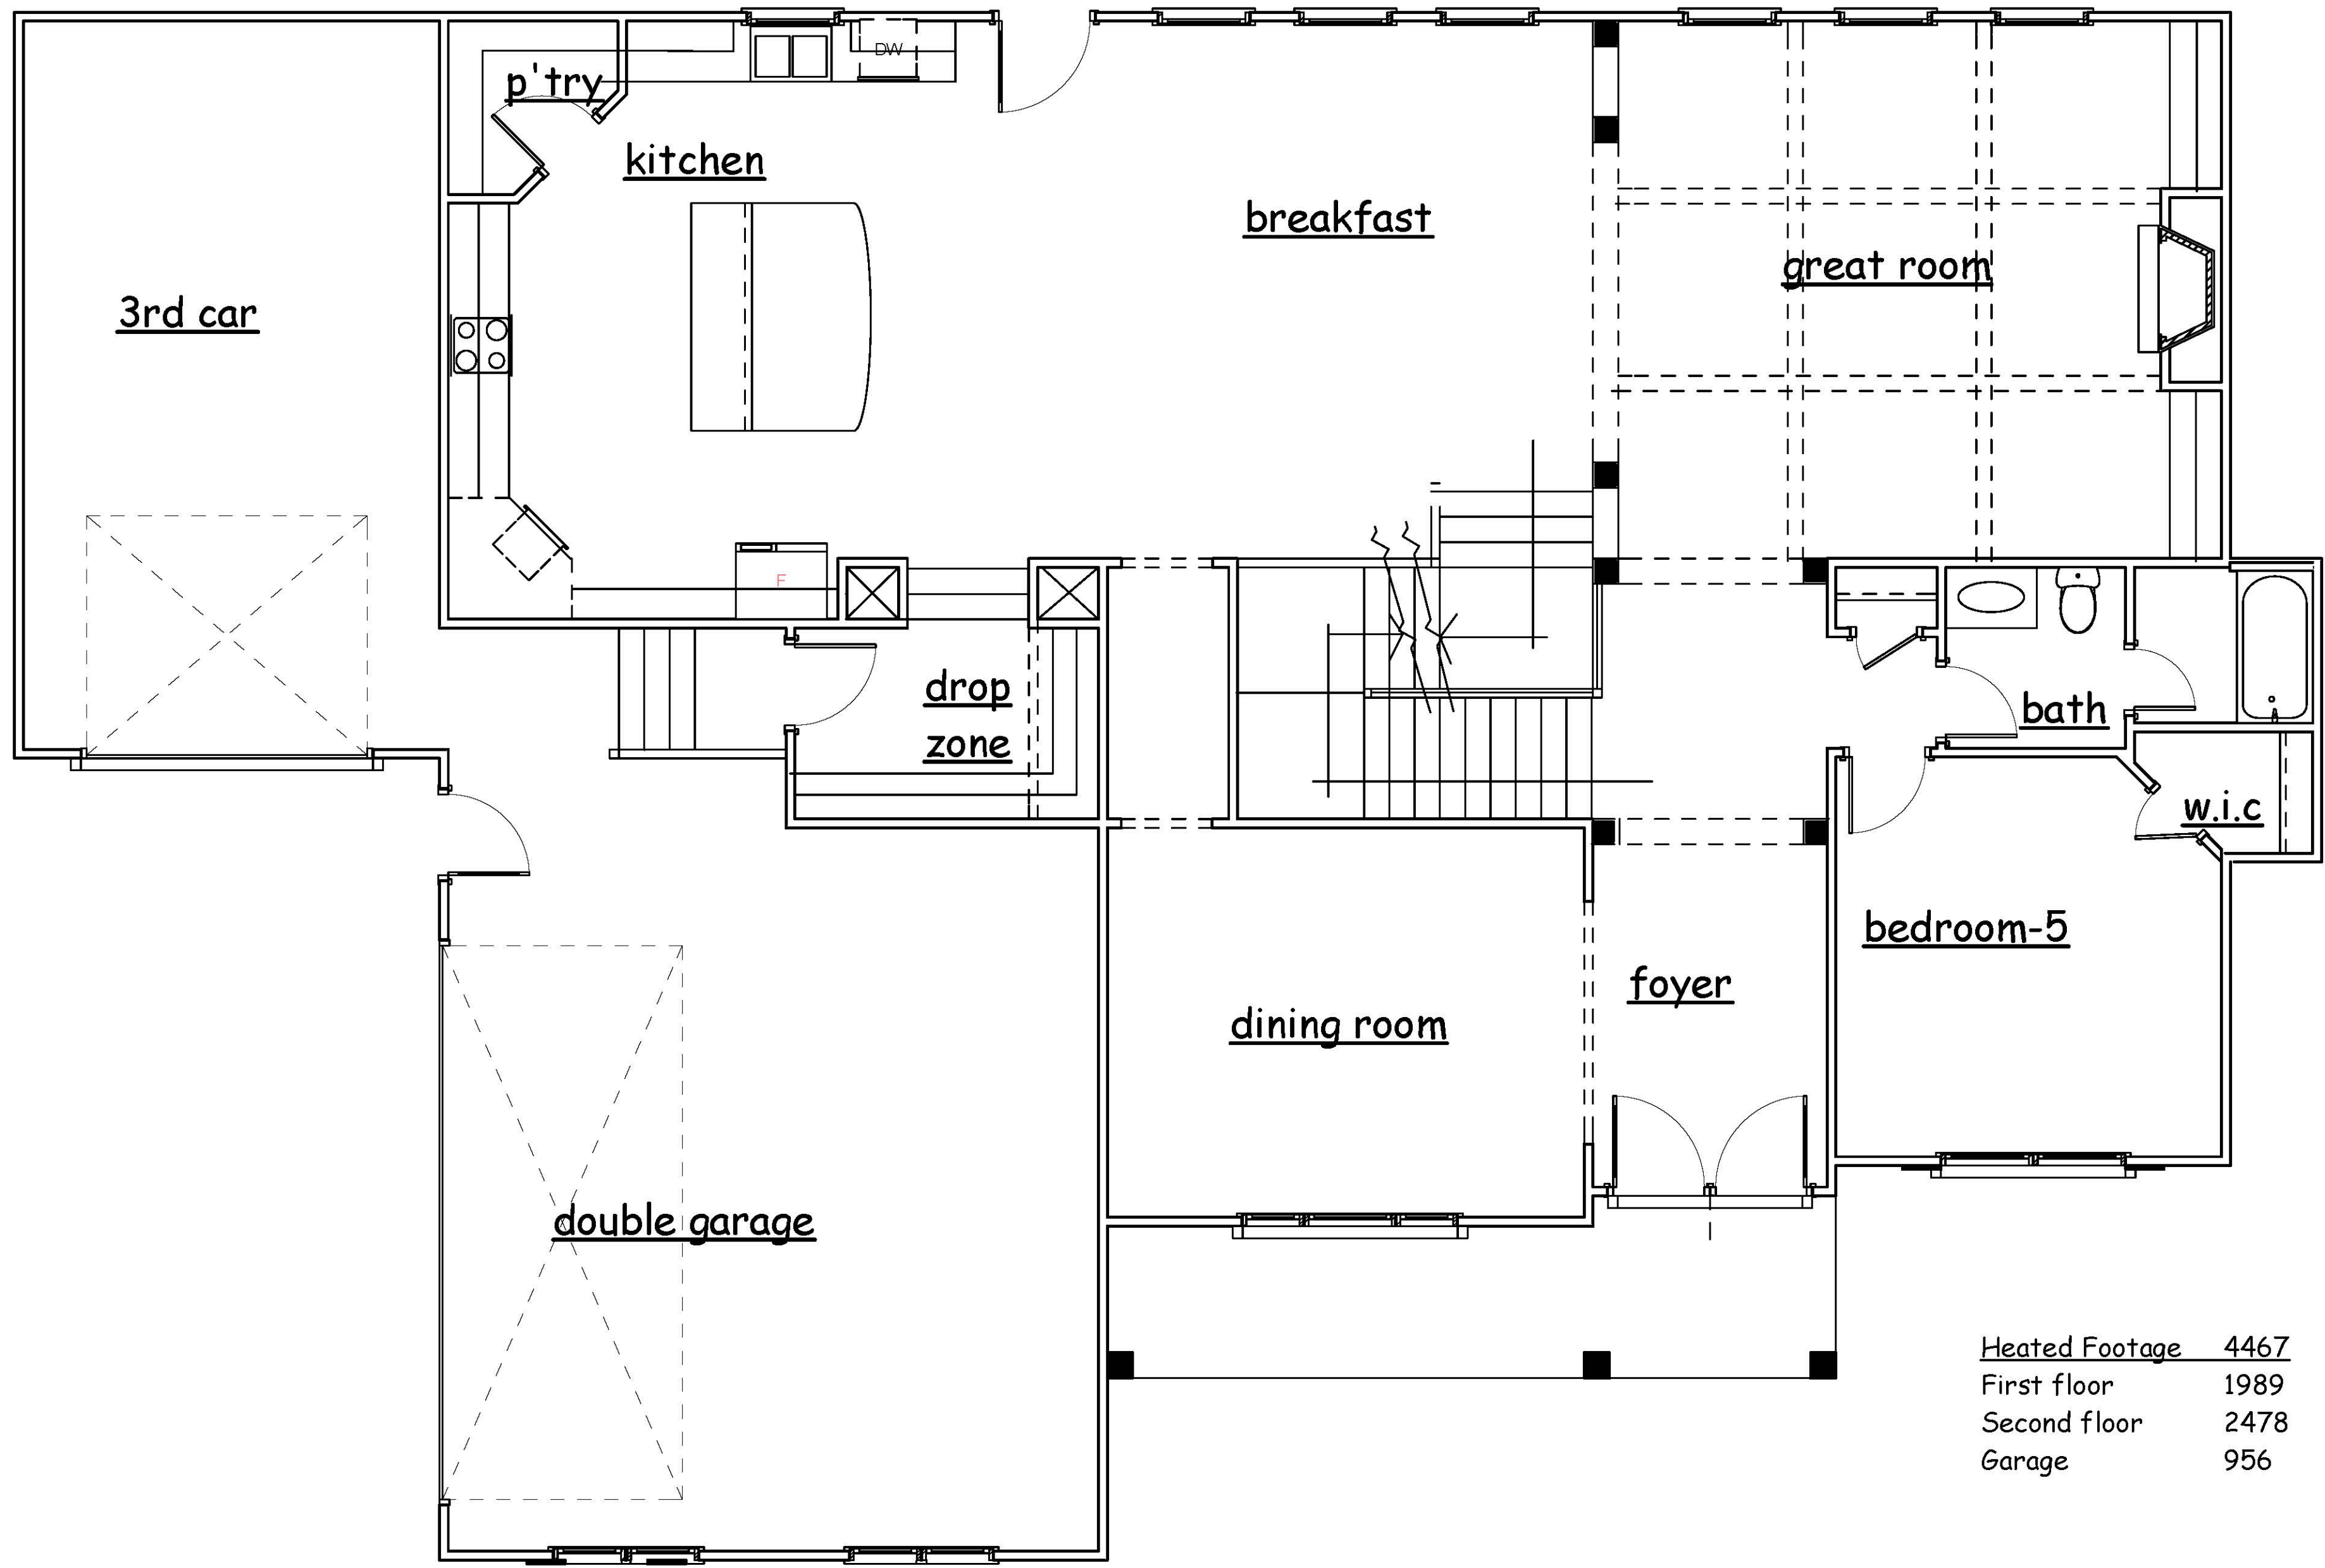 DW
p'try
kitchen
breakfast
great room
3rd car
F
drop
zone
bath
w.i.c
bedroom-5
foyer
dining room
double garage
Heated Footage 4467
First floor 1989
Second floor 2478
Garage 956